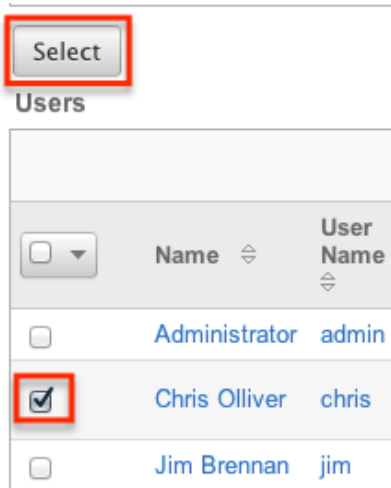 Select
Users
Name
User
Name
Administrator admin
Chris Olliver chris
Jim Brennan jim